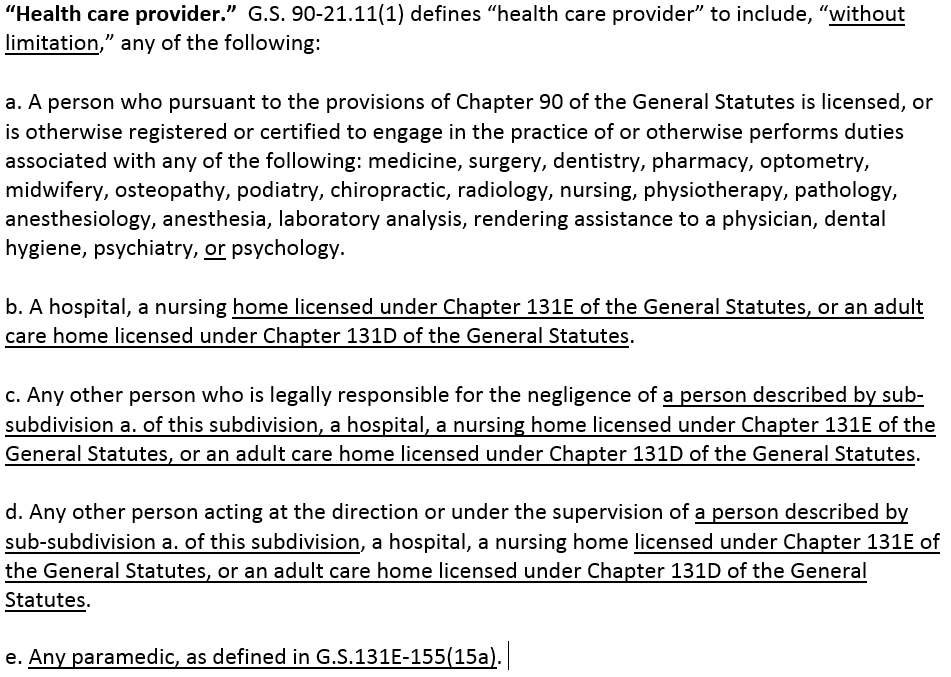 “Health care provider.”  G.S. 90-21.11(1) defines “health care provider” to include, “without
limitation,” any of the following:
a. A person who pursuant to the provisions of Chapter 90 of the General Statutes is licensed, or
is otherwise registered or certified to engage in the practice of or otherwise performs duties
associated with any of the following: medicine, surgery, dentistry, pharmacy, optometry,
midwifery, osteopathy, podiatry, chiropractic, radiology, nursing, physiotherapy, pathology,
anesthesiology, anesthesia, laboratory analysis, rendering assistance to a physician, dental
hygiene, psychiatry, or psychology.
b. A hospital, a nursing home licensed under Chapter 131E of the General Statutes, or an adult
care home licensed under Chapter 131D of the General Statutes.
c. Any other person who is legally responsible for the negligence of a person described by sub-
subdivision a. of this subdivision, a hospital, a nursing home licensed under Chapter 131E of the
General Statutes, or an adult care home licensed under Chapter 131D of the General Statutes.
d. Any other person acting at the direction or under the supervision of a person described by
sub-subdivision a. of this subdivision, a hospital, a nursing home licensed under Chapter 131E of
the General Statutes, or an adult care home licensed under Chapter 131D of the General
Statutes.
e. Any paramedic, as defined in G.S.131E-155(15a).